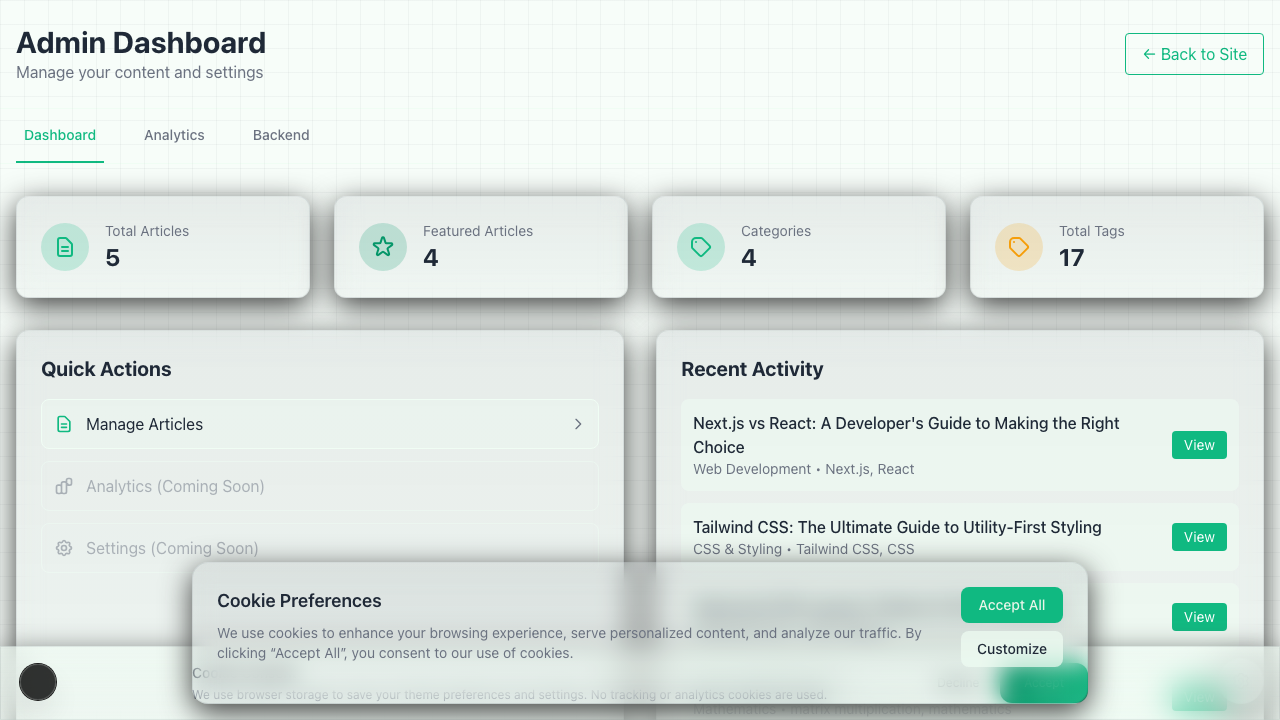 Admin Dashboard
Manage your content and settings
← Back to Site
Dashboard
Analytics
Backend
Total Articles
5
Featured Articles
4
Categories
4
Total Tags
17
Quick Actions
Manage Articles
Analytics (Coming Soon)
Settings (Coming Soon)
Recent Activity
Next.js vs React: A Developer's Guide to Making the Right
Choice
Web Development • Next.js, React
View
Tailwind CSS: The Ultimate Guide to Utility-First Styling
CSS & Styling • Tailwind CSS, CSS
View
View
Cookie Preferences
We use cookies to enhance your browsing experience, serve personalized content, and analyze our traffic. By
clicking “Accept All”, you consent to our use of cookies.
Accept All
Customize
Decline
We use browser storage to save your theme preferences and settings. No tracking or analytics cookies are used.
Mathematics • matrix multiplication, mathematics